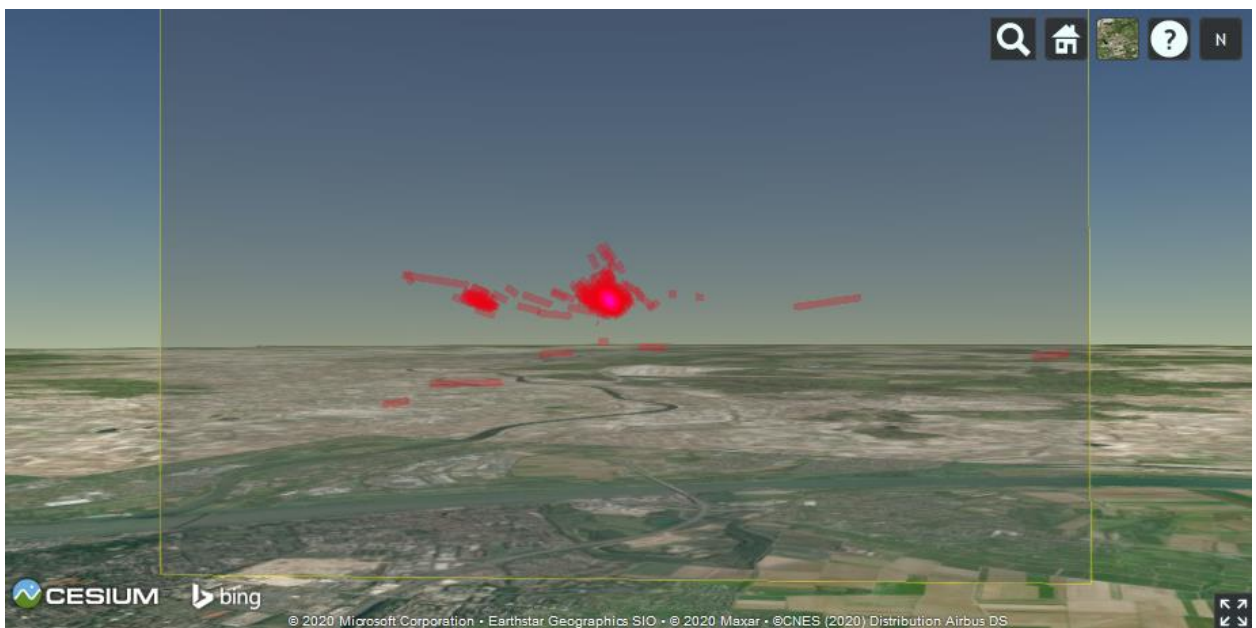 ? N
CESIUM bing
© 2020 Microsoft Corporation • Earthstar Geographics SIO • © 2020 Maxar • ©CNES (2020) Distribution Airbus DS